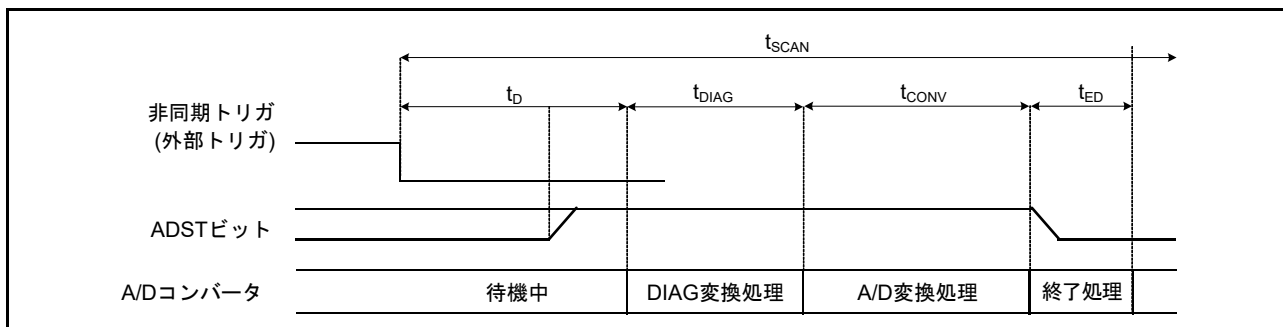 tSCAN
tD
tDIAG
tCONV
tED
非同期トリガ
(外部トリガ)
ADSTビット
A/Dコンバータ
待機中
DIAG変換処理
A/D変換処理
終了処理